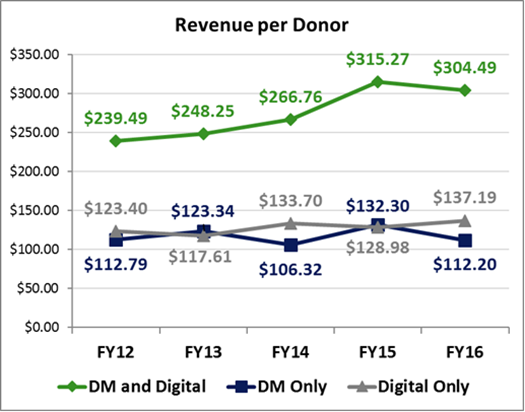 Revenue per Donor
$350.00
$300.00
$250.00
$200.00
$150.00
$100.00
$50.00
$0.00
$239.49 $248.25 $266.76 $315.27 $304.49
$123.40 $123.34 $133.70 $132.30 $137.19
$112.79 $117.61 $106.32 $128.98 $112.20
FY12 FY13 FY14 FY15 FY16
DM and Digital DM Only Digital Only